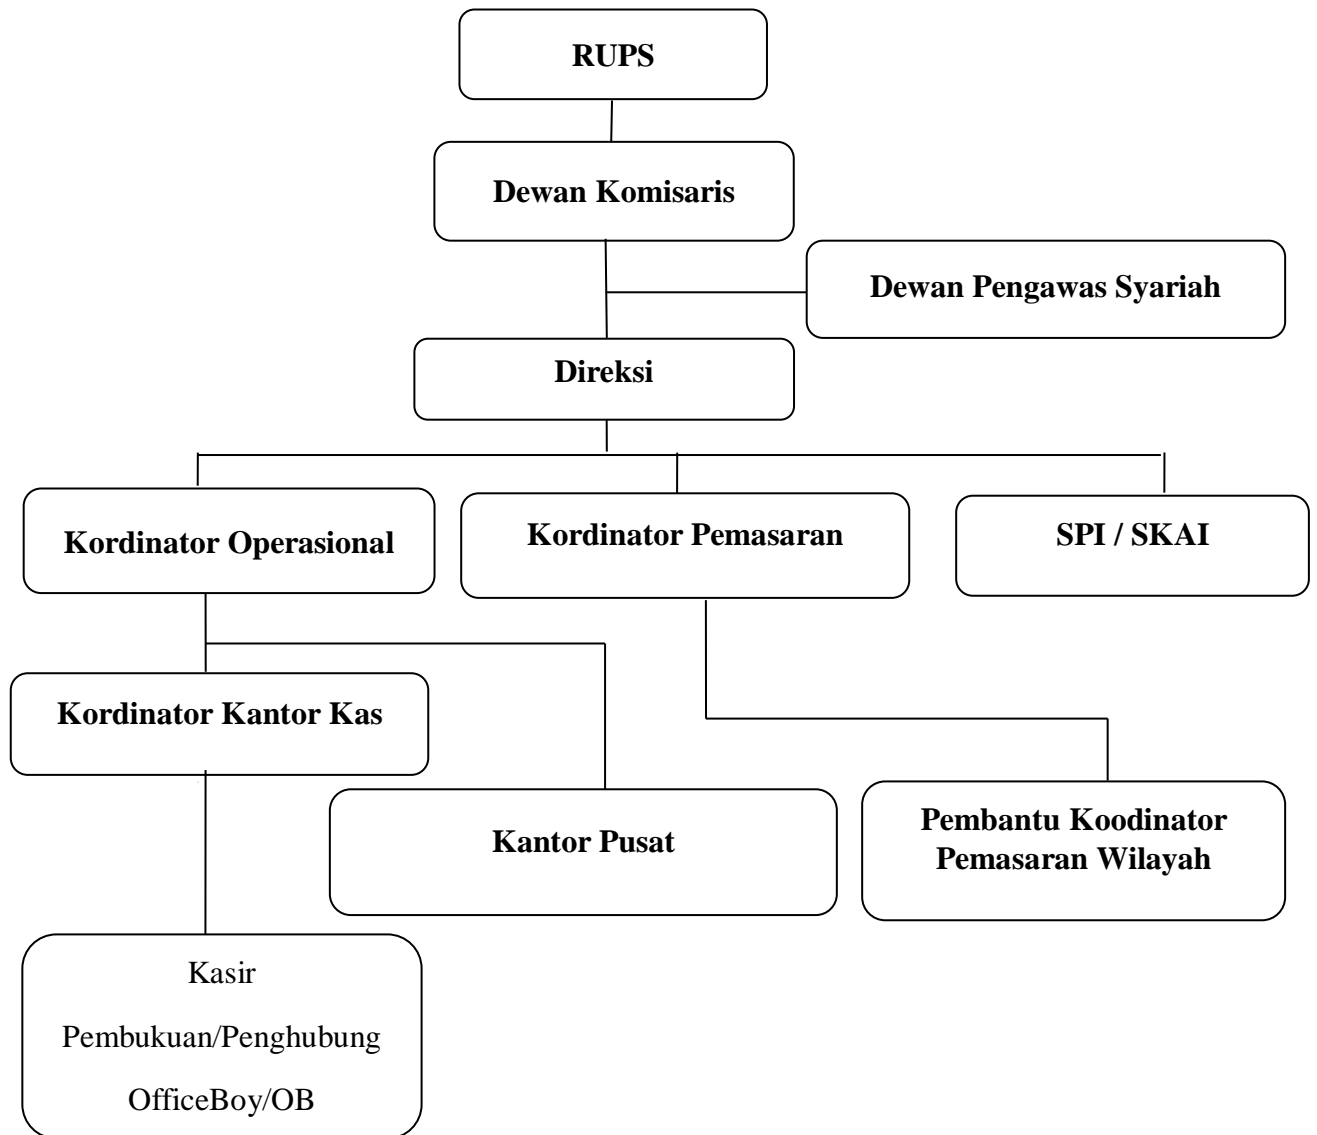 RUPS
Dewan Komisaris
Dewan Pengawas Syariah
Direksi
Kordinator Operasional
Kordinator Pemasaran
SPI / SKAI
Kordinator Kantor Kas
Kantor Pusat
Pembantu Koodinator
Pemasaran Wilayah
Kasir
Pembukuan/Penghubung
OfficeBoy/OB